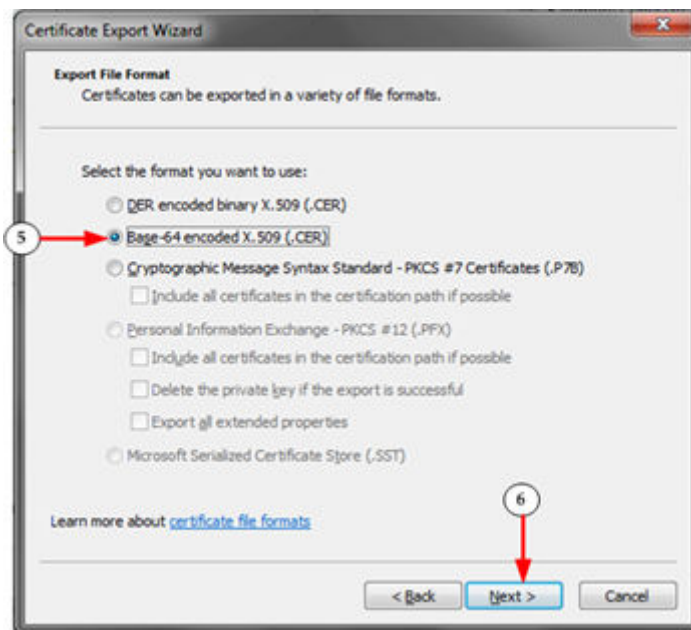 Certificate Export Wizard
Export File Format
Certificates can be exported in a variety of file formats.
Select the format you want to use:
DER encoded binary X.509 (.CER)
5
Base-64 encoded X.509 (.CER)
Cryptographic Message Syntax Standard - PKCS #7 Certificates (.P7B)
Include all certificates in the certification path if possible
Personal Information Exchange - PKCS #12 (.PFX)
Include all certificates in the certification path if possible
Delete the private key if the export is successful
Export all extended properties
Microsoft Serialized Certificate Store (.SST)
6
Learn more about certificate file formats
< Back Next > Cancel